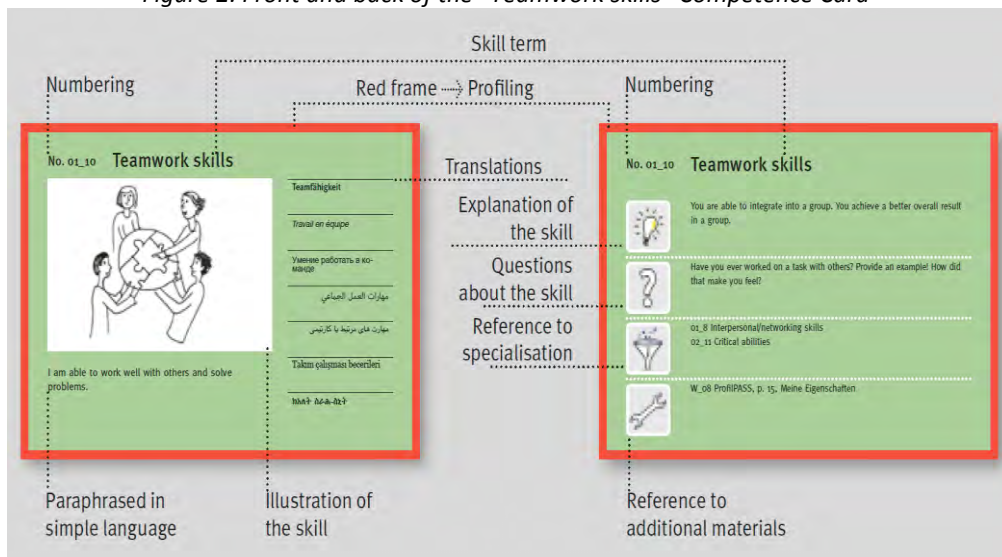 Figure 2. Front and back of the "Teamwork skills" Competence Card
Skill term
Numbering
Red frame ┈> Profiling
Numbering
No. 01_10 Teamwork skills
Teamfähigkeit
Travail en équipe
Умение работать в ко-
манде
مهارات العمل الجماعي
مهارت های مرتبط با کارتیمی
Takım çalışması becerileri
I am able to work well with others and solve
problems.
Translations
Explanation of
the skill
Questions
about the skill
Reference to
specialisation
No. 01_10 Teamwork skills
You are able to integrate into a group. You achieve a better overall result
in a group.
Have you ever worked on a task with others? Provide an example! How did
that make you feel?
01_8 Interpersonal/networking skills
02_11 Critical abilities
W_08 ProfilPASS, p. 15, Meine Eigenschaften
Paraphrased in
simple language
Illustration of
the skill
Reference to
additional materials